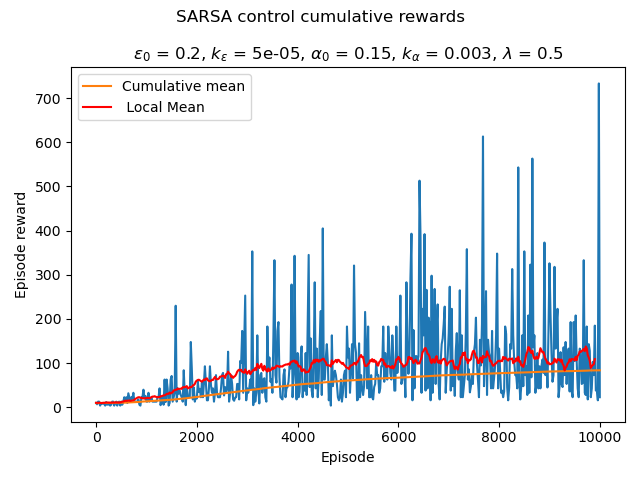 SARSA control cumulative rewards
ε₀ = 0.2, kε = 5e-05, α₀ = 0.15, kα = 0.003, λ = 0.5
Cumulative mean
Local Mean
Episode reward
700
600
500
400
300
200
100
0
0 2000 4000 6000 8000 10000
Episode